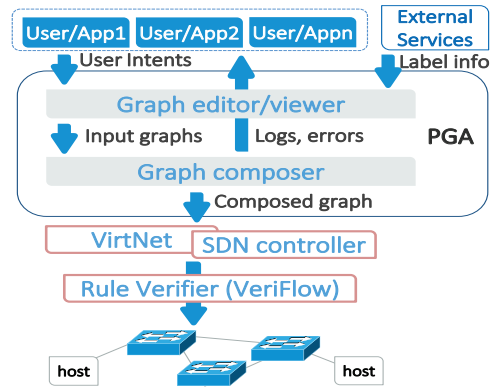 User/App1 User/App2 User/Appn
External
Services
User Intents
Label info
Graph editor/viewer
Input graphs
Logs, errors
PGA
Graph composer
Composed graph
VirtNet
SDN controller
Rule Verifier (VeriFlow)
host
host